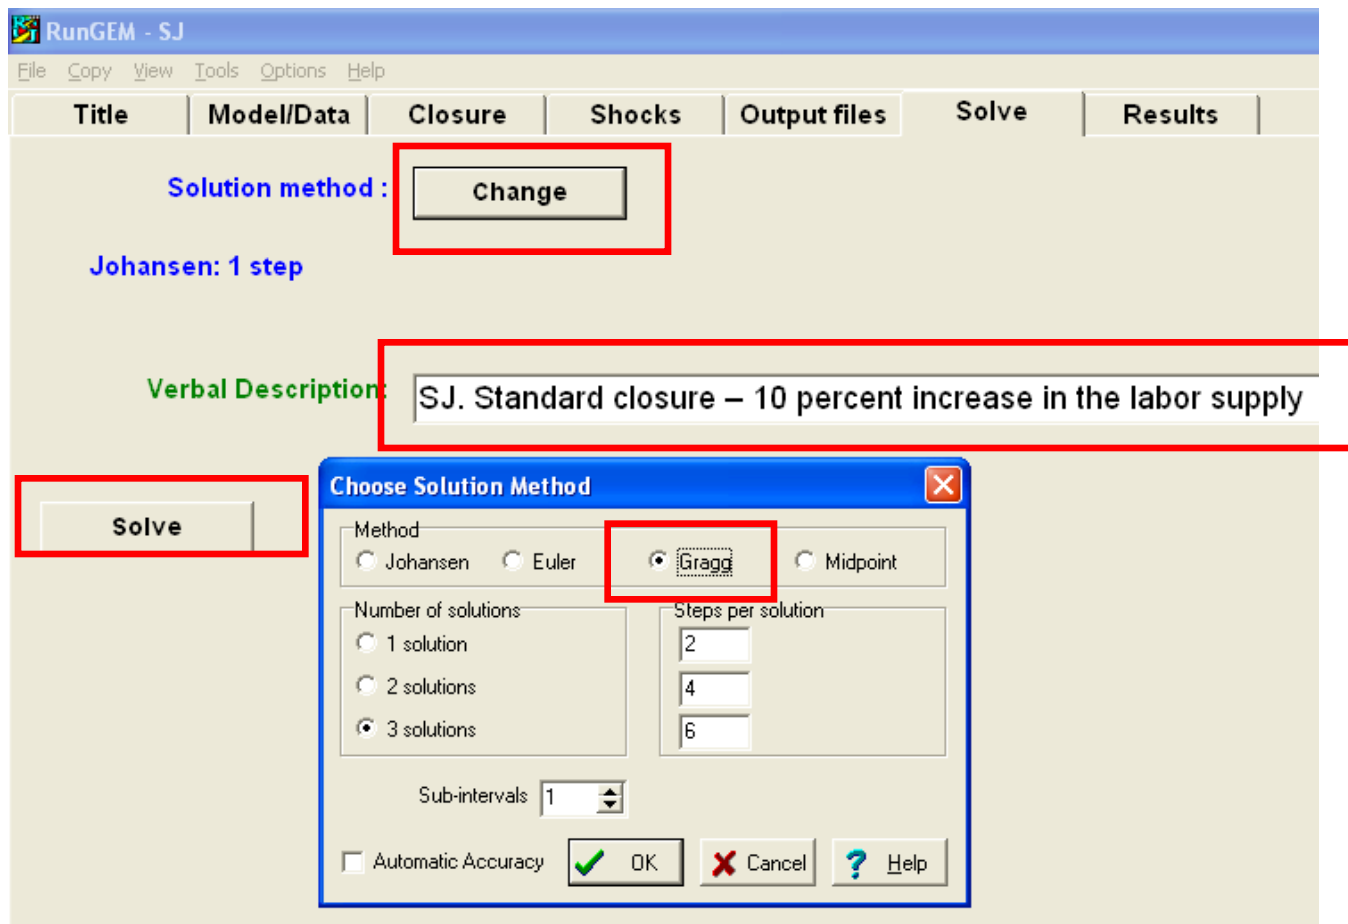 RunGEM - SJ
File Copy View Tools Options Help
Title Model/Data Closure Shocks Output files Solve Results
Solution method : Change
Johansen: 1 step
Verbal Description: SJ. Standard closure – 10 percent increase in the labor supply
Solve
Choose Solution Method
Method
Johansen Euler Gragg Midpoint
Number of solutions Steps per solution
1 solution 2
2 solutions 4
3 solutions 6
Sub-intervals 1
Automatic Accuracy OK Cancel ? Help